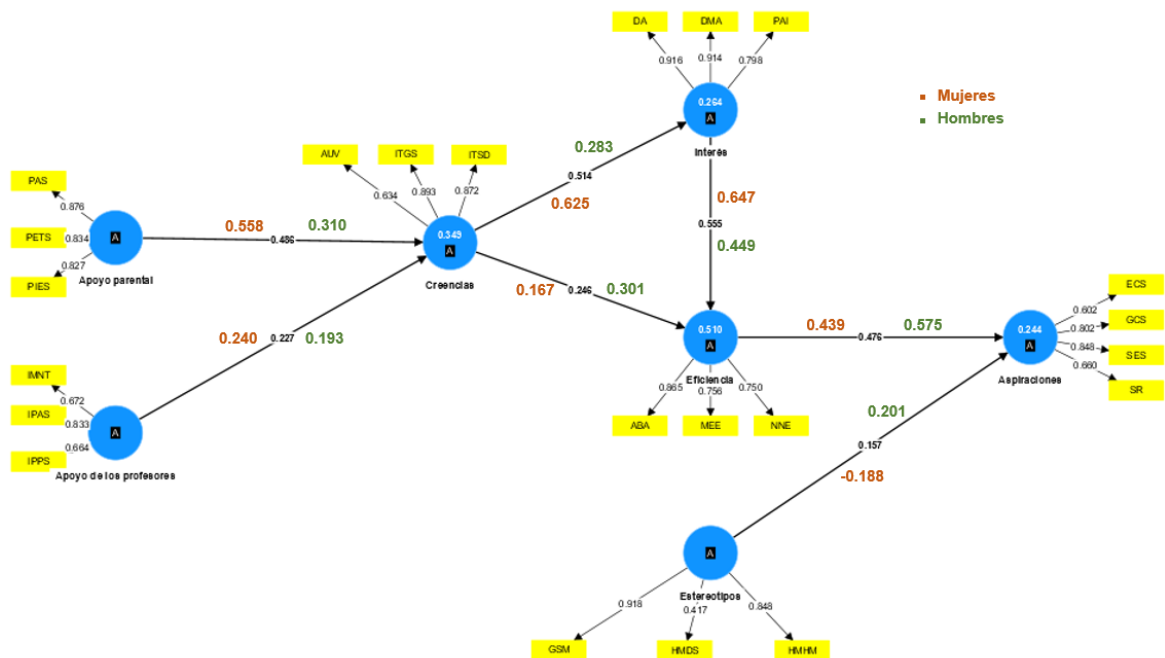 DA DMA PAI
0.916 0.914 0.798
0.264
A
Interés
Mujeres
Hombres
AUV ITGS ITSD
0.634 0.893 0.872
0.283
0.514
0.625
0.349
A
Creencias
PAS
0.876
PETS 0.834
0.827
PIES
A
Apoyo parental
0.558 0.486 0.310
0.647
0.555
0.449
0.167 0.246 0.301
0.240 0.227 0.193
IMNT
0.672
IPAS 0.833
0.664
IPPS
A
Apoyo de los profesores
0.510
A
Eficiencia
0.865 0.756 0.750
ABA MEE NNE
0.439 0.476 0.575
0.244
A
Aspiraciones
ECS
0.602
GCS
0.802
SES
0.848
0.660
SR
0.201
0.157
-0.188
A
Estereotipos
0.918 0.417 0.848
GSM HMDS HMHM